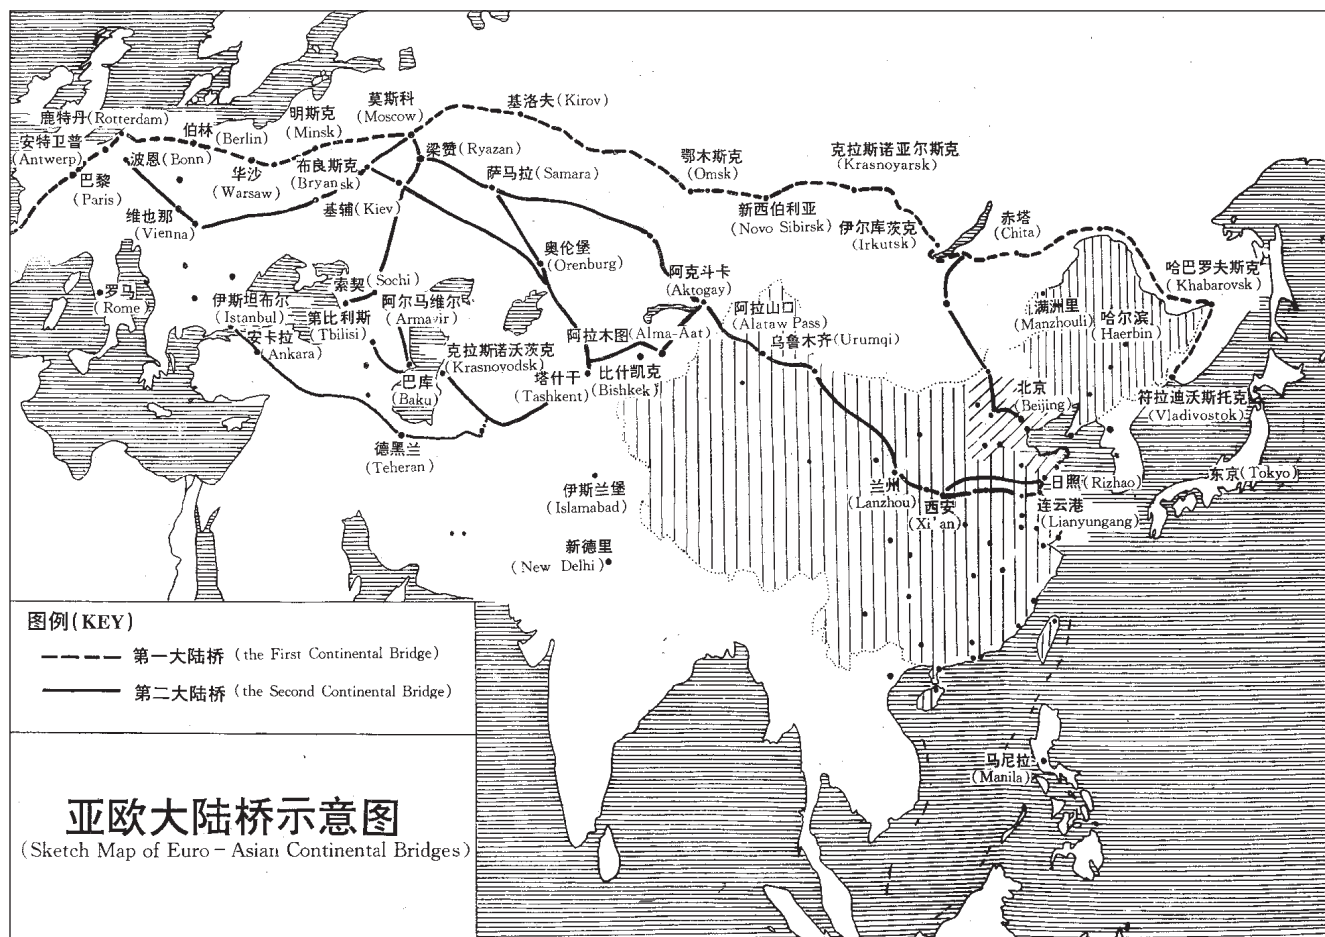 莫斯科
(Moscow)
基洛夫(Kirov)
鹿特丹(Rotterdam)
伯林(Berlin)
明斯克
(Minsk)
安特卫普
(Antwerp)
波恩(Bonn)
华沙
(Warsaw)
布良斯克
(Bryansk)
梁赞(Ryazan)
萨马拉(Samara)
鄂木斯克
(Omsk)
克拉斯诺亚尔斯克
(Krasnoyarsk)
巴黎
(Paris)
维也那
(Vienna)
基辅(Kiev)
新西伯利亚
(Novo Sibirsk)
伊尔库茨克
(Irkutsk)
赤塔
(Chita)
奥伦堡
(Orenburg)
罗马
(Rome)
伊斯坦布尔
(Istanbul)
索契(Sochi)
第比利斯
(Tbilisi)
阿尔马维尔
(Armavir)
阿克斗卡
(Aktogay)
阿拉山口
(Alataw Pass)
满洲里
(Manzhouli)
哈尔滨
(Haerbin)
哈巴罗夫斯克
(Khabarovsk)
安卡拉
(Ankara)
克拉斯诺沃茨克
(Krasnovodsk)
阿拉木图(Alma-Aat)
乌鲁木齐(Urumqi)
巴库
(Baku)
塔什干
(Tashkent)
比什凯克
(Bishkek)
北京
(Beijing)
符拉迪沃斯托克
(Vladivostok)
德黑兰
(Teheran)
伊斯兰堡
(Islamabad)
兰州
(Lanzhou)
西安
(Xi'an)
日照(Rizhao)
连云港
(Lianyungang)
东京(Tokyo)
新德里
(New Delhi)
马尼拉
(Manila)
图例(KEY)
第一大陆桥 (the First Continental Bridge)
第二大陆桥 (the Second Continental Bridge)
亚欧大陆桥示意图
(Sketch Map of Euro-Asian Continental Bridges)